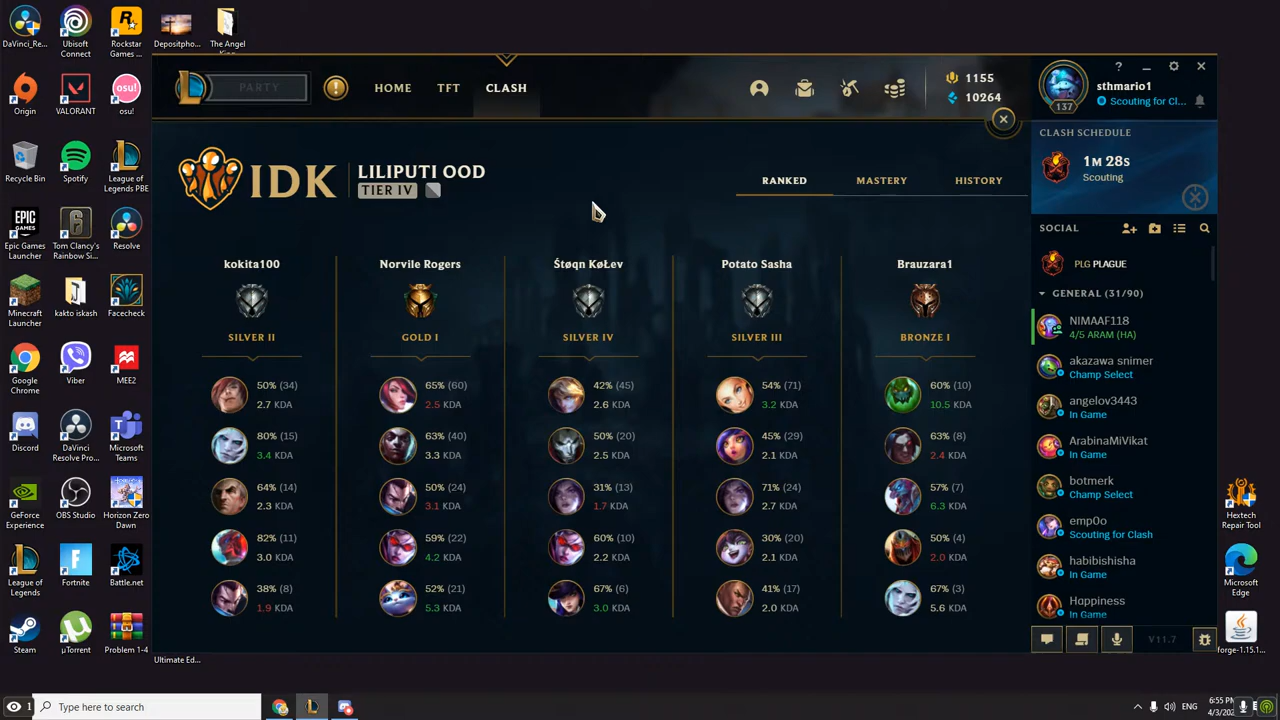 DaVinci_Re...
Ubisoft Connect
Rockstar Games ...
Depositpho...
The Angel
Origin
VALORANT
osu!
Recycle Bin
Spotify
League of Legends PBE
Epic Games Launcher
Tom Clancy's Rainbow Si...
Resolve
Minecraft Launcher
kakto iskash
Facecheck
Google Chrome
Viber
MEE2
Discord
DaVinci Resolve Pro...
Microsoft Teams
GeForce Experience
OBS Studio
Horizon Zero Dawn
League of Legends
Fortnite
Battle.net
Steam
µTorrent
Problem 1-4
Ultimate Ed...
Hextech Repair Tool
Microsoft Edge
forge-1.15.1...
PARTY
HOME
TFT
CLASH
1155
10264
IDK
LILIPUTI OOD
TIER IV
RANKED
MASTERY
HISTORY
kokita100
SILVER II
50% (34)
2.7 KDA
80% (15)
3.4 KDA
64% (14)
2.3 KDA
82% (11)
3.0 KDA
38% (8)
1.9 KDA
Norvile Rogers
GOLD I
65% (60)
2.5 KDA
63% (40)
3.3 KDA
50% (24)
3.1 KDA
59% (22)
4.2 KDA
52% (21)
5.3 KDA
Śtøqn KøŁev
SILVER IV
42% (45)
2.6 KDA
50% (20)
2.5 KDA
31% (13)
1.7 KDA
60% (10)
2.2 KDA
67% (6)
3.0 KDA
Potato Sasha
SILVER III
54% (71)
3.2 KDA
45% (29)
2.1 KDA
71% (24)
2.7 KDA
30% (20)
2.1 KDA
41% (17)
2.0 KDA
Brauzara1
BRONZE I
60% (10)
10.5 KDA
63% (8)
2.4 KDA
57% (7)
6.3 KDA
50% (4)
2.0 KDA
67% (3)
5.6 KDA
?
137
sthmario1
Scouting for Cl...
CLASH SCHEDULE
1M 28S
Scouting
SOCIAL
PLG PLAGUE
GENERAL (31/90)
NIMAAF118
4/5 ARAM (HA)
akazawa snimer
Champ Select
angelov3443
In Game
ArabinaMiVikat
In Game
botmerk
Champ Select
emp0o
Scouting for Clash
habibishisha
In Game
Happiness
In Game
V11.7
1
Type here to search
ENG
6:55